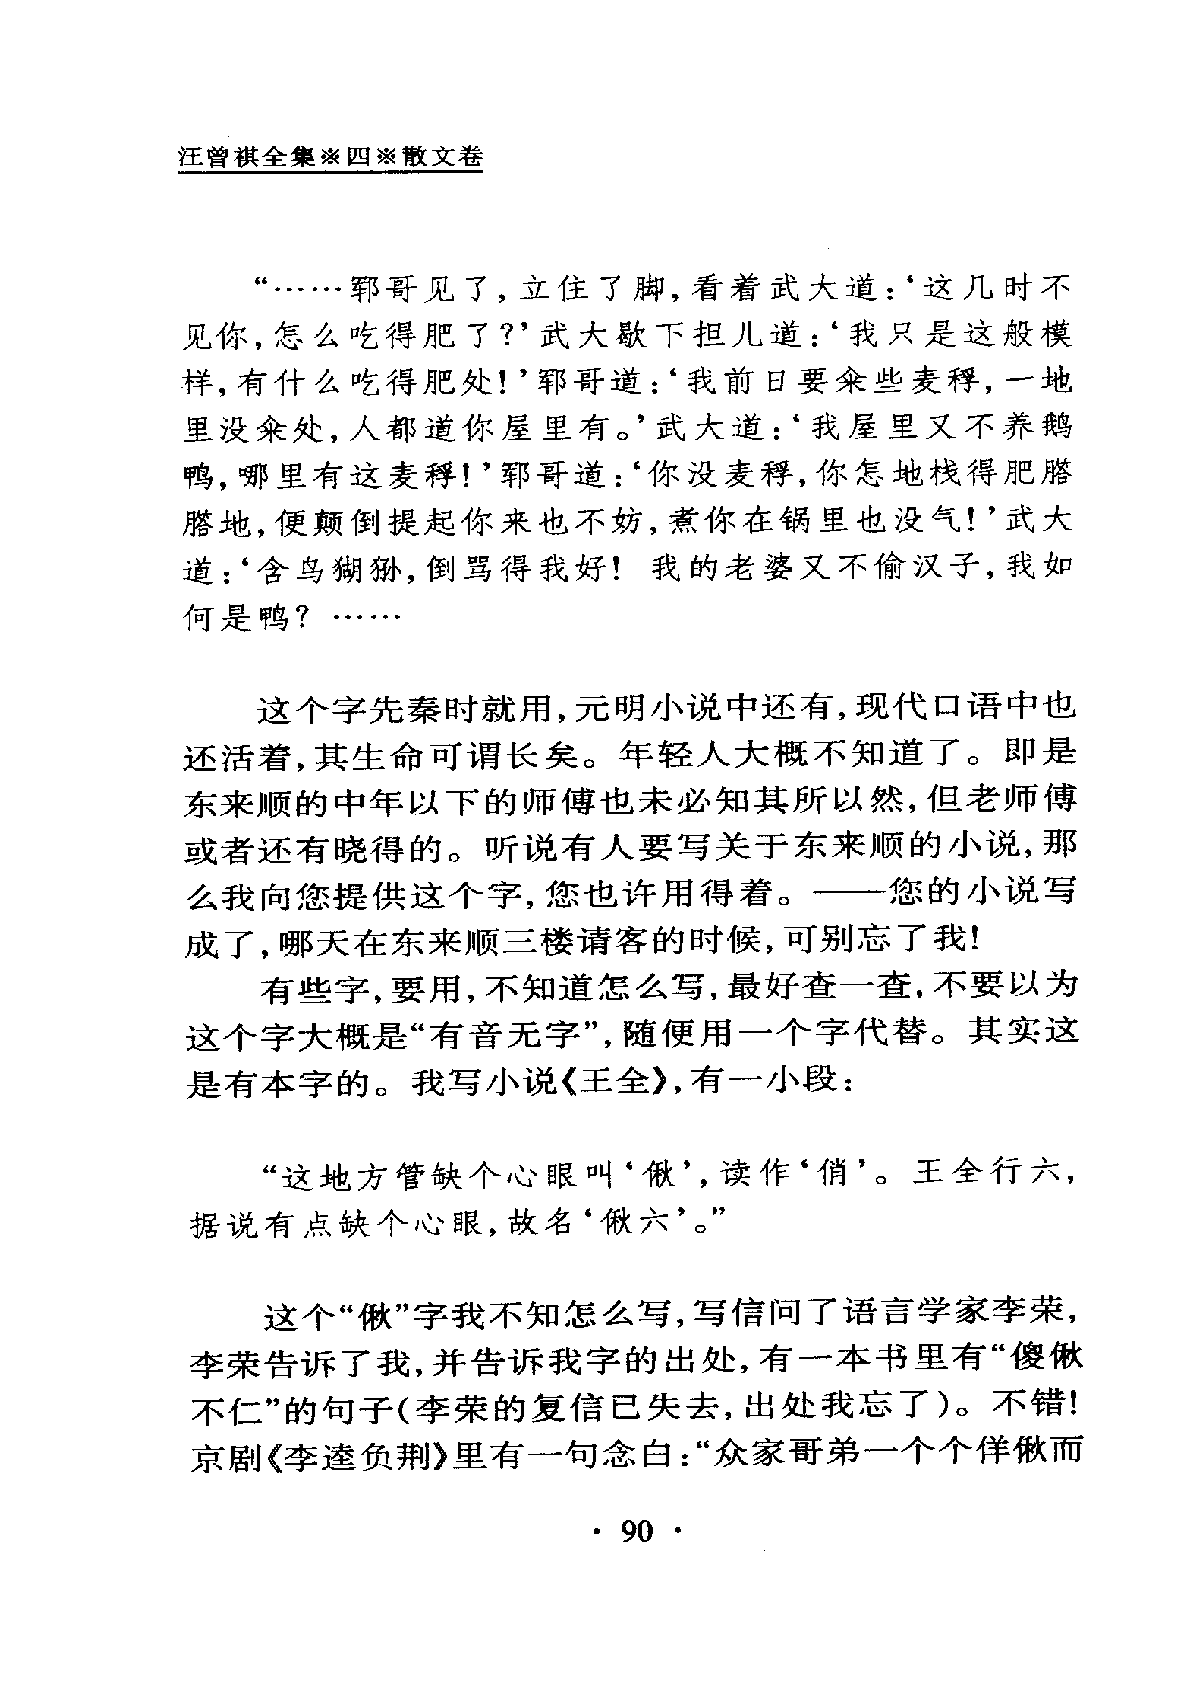 汪曾祺全集※四※散文卷
“……郓哥见了,立住了脚,看着武大道:‘这几时不
见你,怎么吃得肥了?’武大歇下担儿道:‘我只是这般模
样,有什么吃得肥处!’郓哥道:‘我前日要籴些麦稃,一地
里没籴处,人都道你屋里有。’武大道:‘我屋里又不养鹅
鸭,哪里有这麦稃!’郓哥道:‘你没麦稃,你怎地栈得肥䐛
䐛地,便颠倒提起你来也不妨,煮你在锅里也没气!’武大
道:‘含鸟猢狲,倒骂得我好! 我的老婆又不偷汉子,我如
何是鸭? ……
这个字先秦时就用,元明小说中还有,现代口语中也
还活着,其生命可谓长矣。年轻人大概不知道了。即是
东来顺的中年以下的师傅也未必知其所以然,但老师傅
或者还有晓得的。听说有人要写关于东来顺的小说,那
么我向您提供这个字,您也许用得着。——您的小说写
成了,哪天在东来顺三楼请客的时候,可别忘了我!
有些字,要用,不知道怎么写,最好查一查,不要以为
这个字大概是“有音无字”,随便用一个字代替。其实这
是有本字的。我写小说《王全》,有一小段:
“这地方管缺个心眼叫‘偢’,读作‘俏’。王全行六,
据说有点缺个心眼,故名‘偢六’。”
这个“偢”字我不知怎么写,写信问了语言学家李荣,
李荣告诉了我,并告诉我字的出处,有一本书里有“傻偢
不仁”的句子(李荣的复信已失去,出处我忘了)。不错!
京剧《李逵负荆》里有一句念白:“众家哥弟一个个佯偢而
· 90 ·